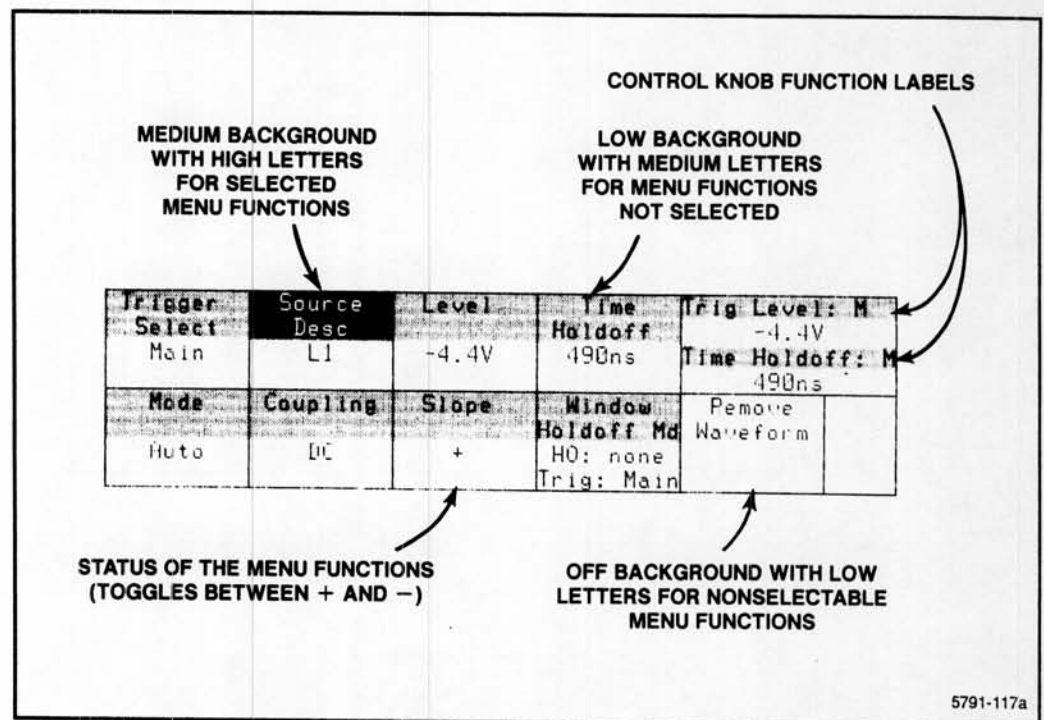 CONTROL KNOB FUNCTION LABELS
MEDIUM BACKGROUND
WITH HIGH LETTERS
FOR SELECTED
MENU FUNCTIONS
LOW BACKGROUND
WITH MEDIUM LETTERS
FOR MENU FUNCTIONS
NOT SELECTED
Trigger
Select
Main
Source
Desc
L1
Level
-4.4V
Time
Holdoff
490ns
Trig Level: M
-4.4V
Time Holdoff: M
490ns
Mode
Auto
Coupling
DC
Slope
+
Window
Holdoff Md
HO: none
Trig: Main
Remove
Waveform
STATUS OF THE MENU FUNCTIONS
(TOGGLES BETWEEN + AND −)
OFF BACKGROUND WITH LOW
LETTERS FOR NONSELECTABLE
MENU FUNCTIONS
5791-117a